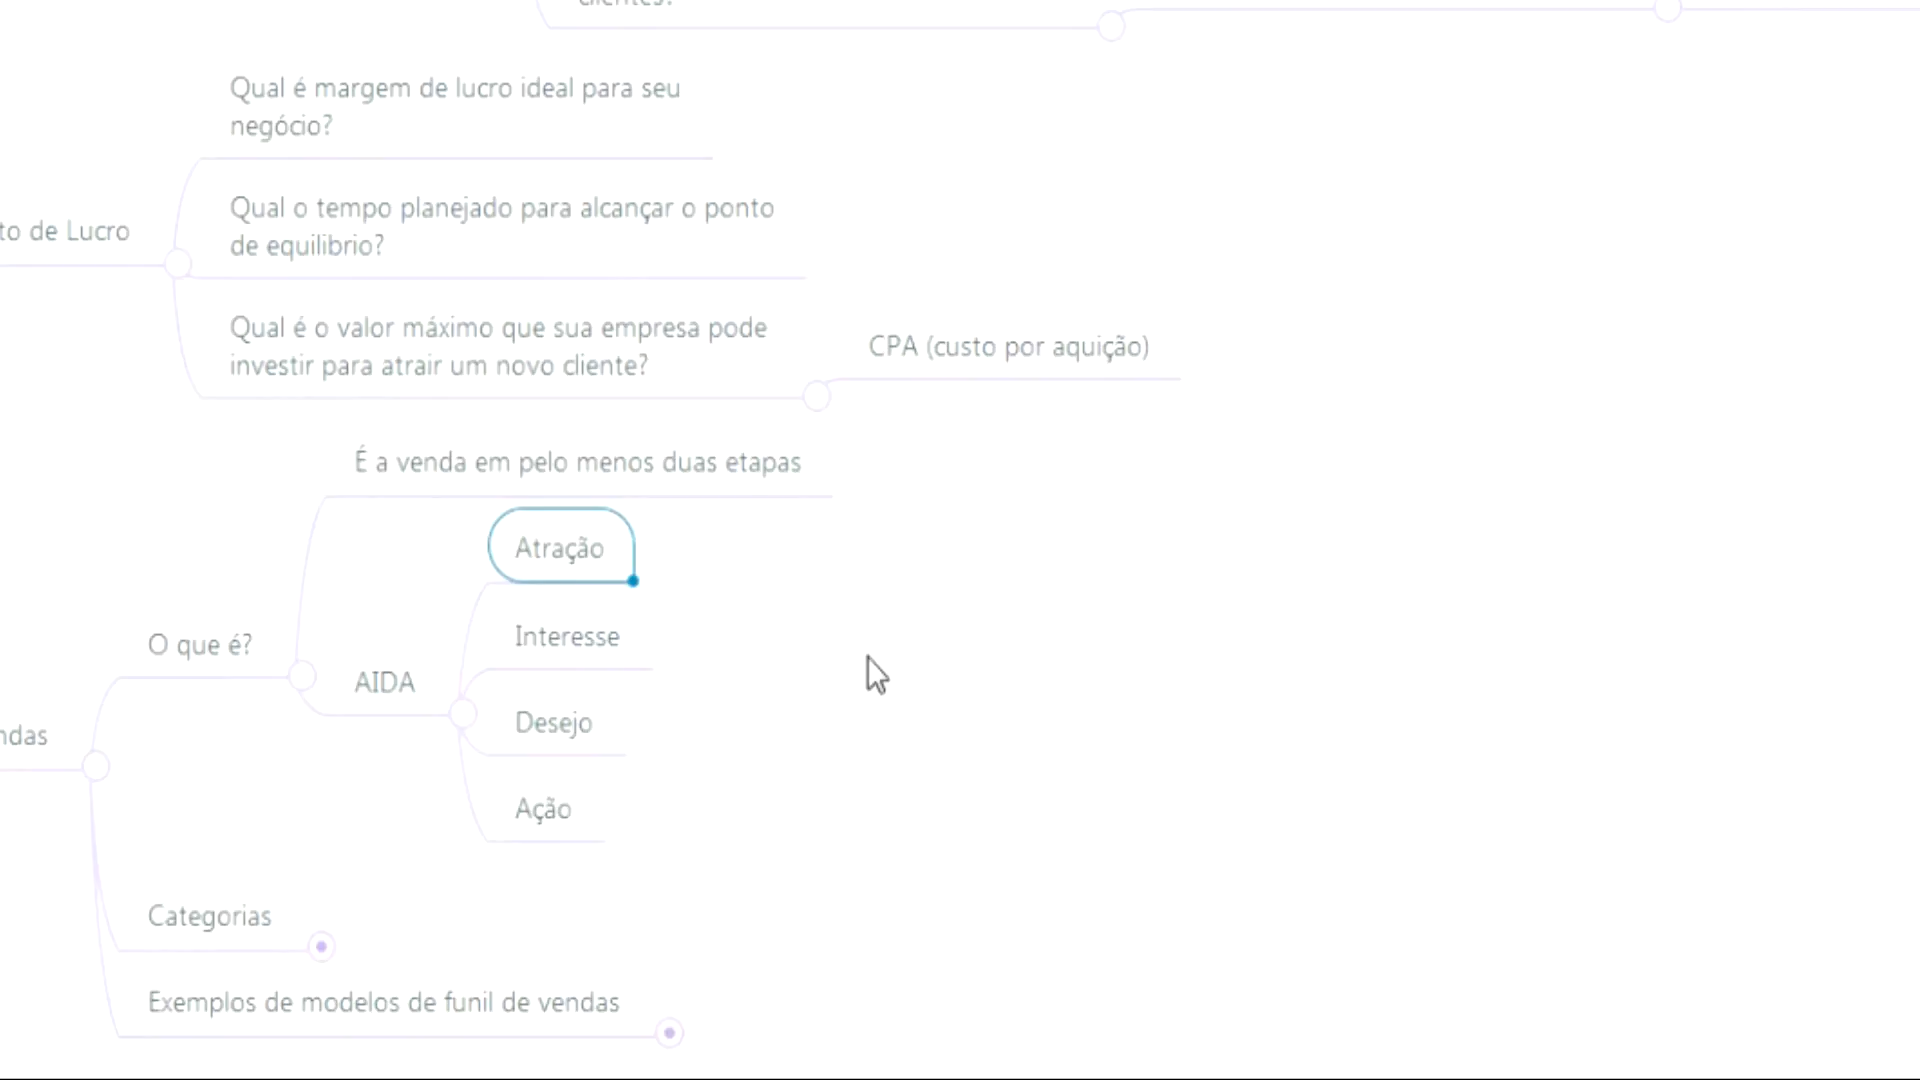 clientes?
Qual é margem de lucro ideal para seu
negócio?
Qual o tempo planejado para alcançar o ponto
de equilibrio?
to de Lucro
Qual é o valor máximo que sua empresa pode
investir para atrair um novo cliente?
CPA (custo por aquição)
É a venda em pelo menos duas etapas
Atração
Interesse
O que é?
AIDA
Desejo
ndas
Ação
Categorias
Exemplos de modelos de funil de vendas